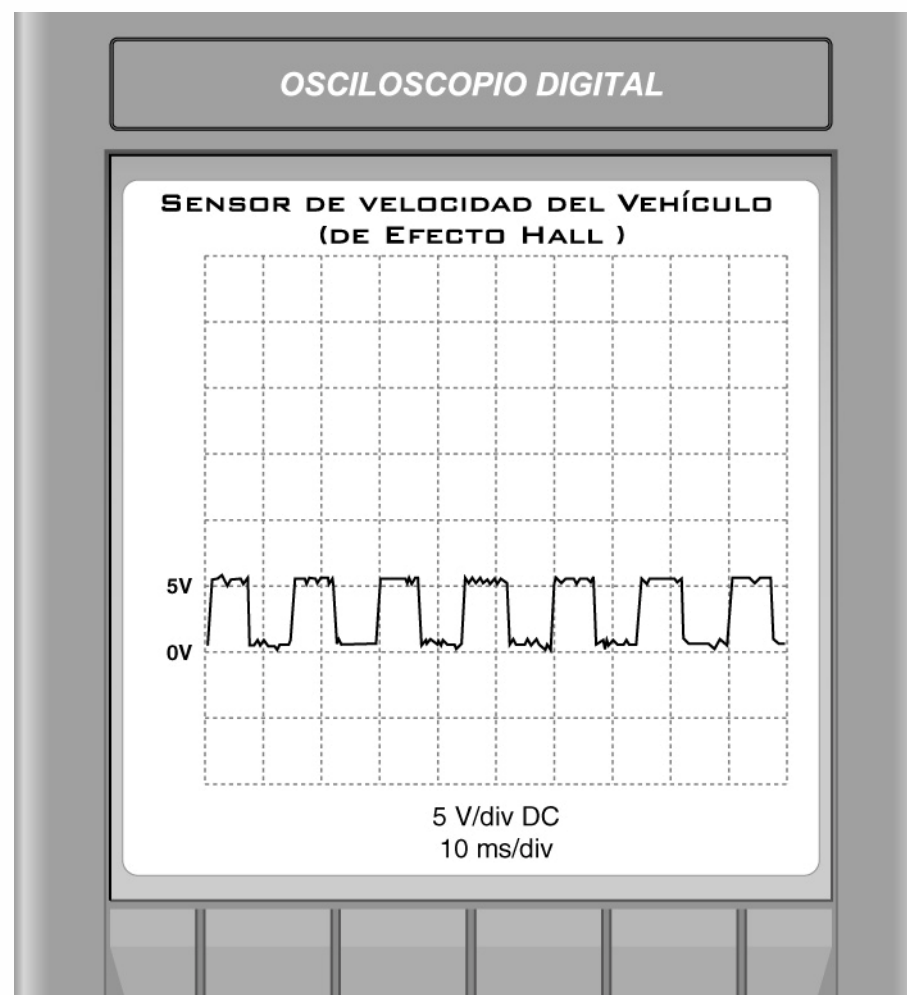 OSCILOSCOPIO DIGITAL
SENSOR DE VELOCIDAD DEL VEHÍCULO
(DE EFECTO HALL )
5V
0V
5 V/div DC
10 ms/div